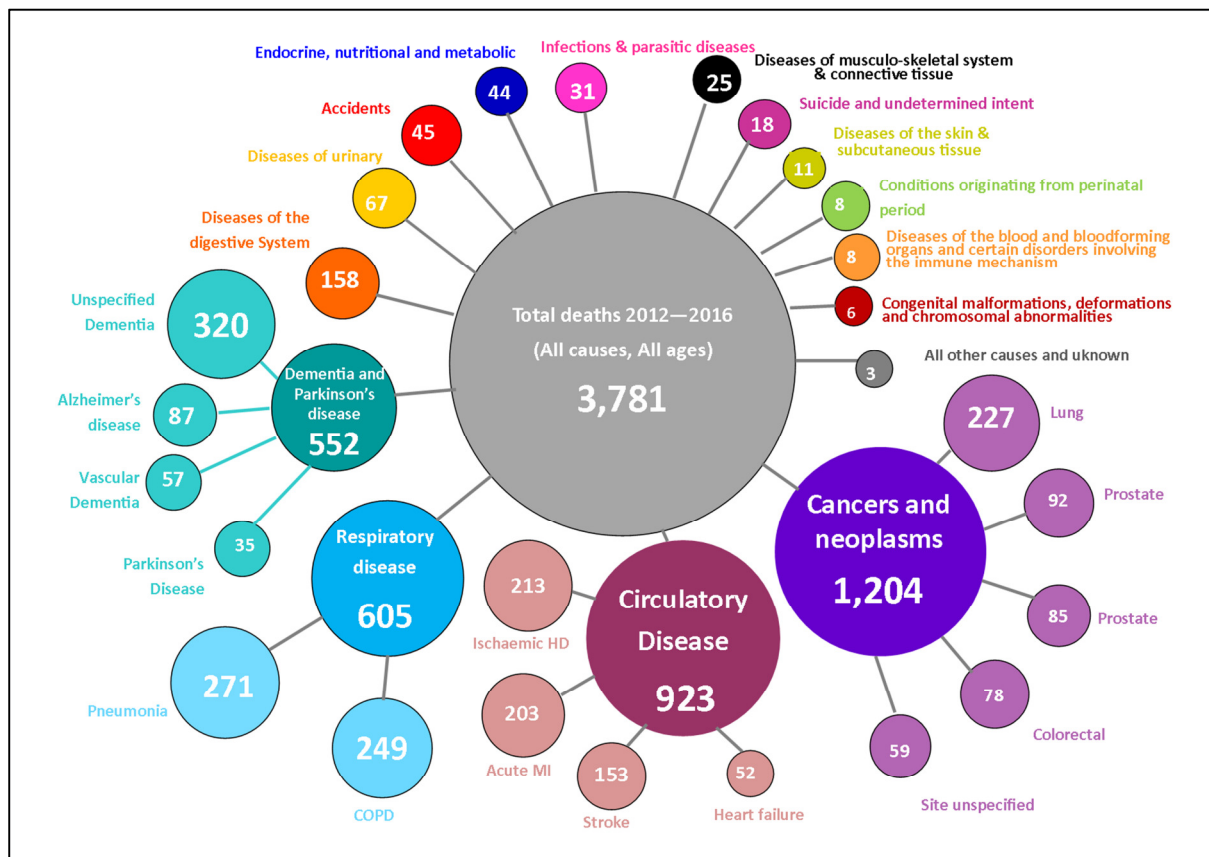 Endocrine, nutritional and metabolic
44
Infections & parasitic diseases
31
Diseases of musculo-skeletal system
& connective tissue
25
Accidents
45
Suicide and undetermined intent
18
Diseases of urinary
67
Diseases of the skin &
subcutaneous tissue
11
Conditions originating from perinatal
period
8
Diseases of the
digestive System
158
Diseases of the blood and bloodforming
organs and certain disorders involving
the immune mechanism
8
Congenital malformations, deformations
and chromosomal abnormalities
6
All other causes and uknown
3
Total deaths 2012—2016
(All causes, All ages)
3,781
Unspecified
Dementia
320
Dementia and
Parkinson's
disease
552
Alzheimer's
disease
87
Vascular
Dementia
57
Parkinson's
Disease
35
Respiratory
disease
605
Pneumonia
271
249
COPD
Circulatory
Disease
923
213
Ischaemic HD
203
Acute MI
153
Stroke
52
Heart failure
Cancers and
neoplasms
1,204
227
Lung
92
Prostate
85
Prostate
78
Colorectal
59
Site unspecified